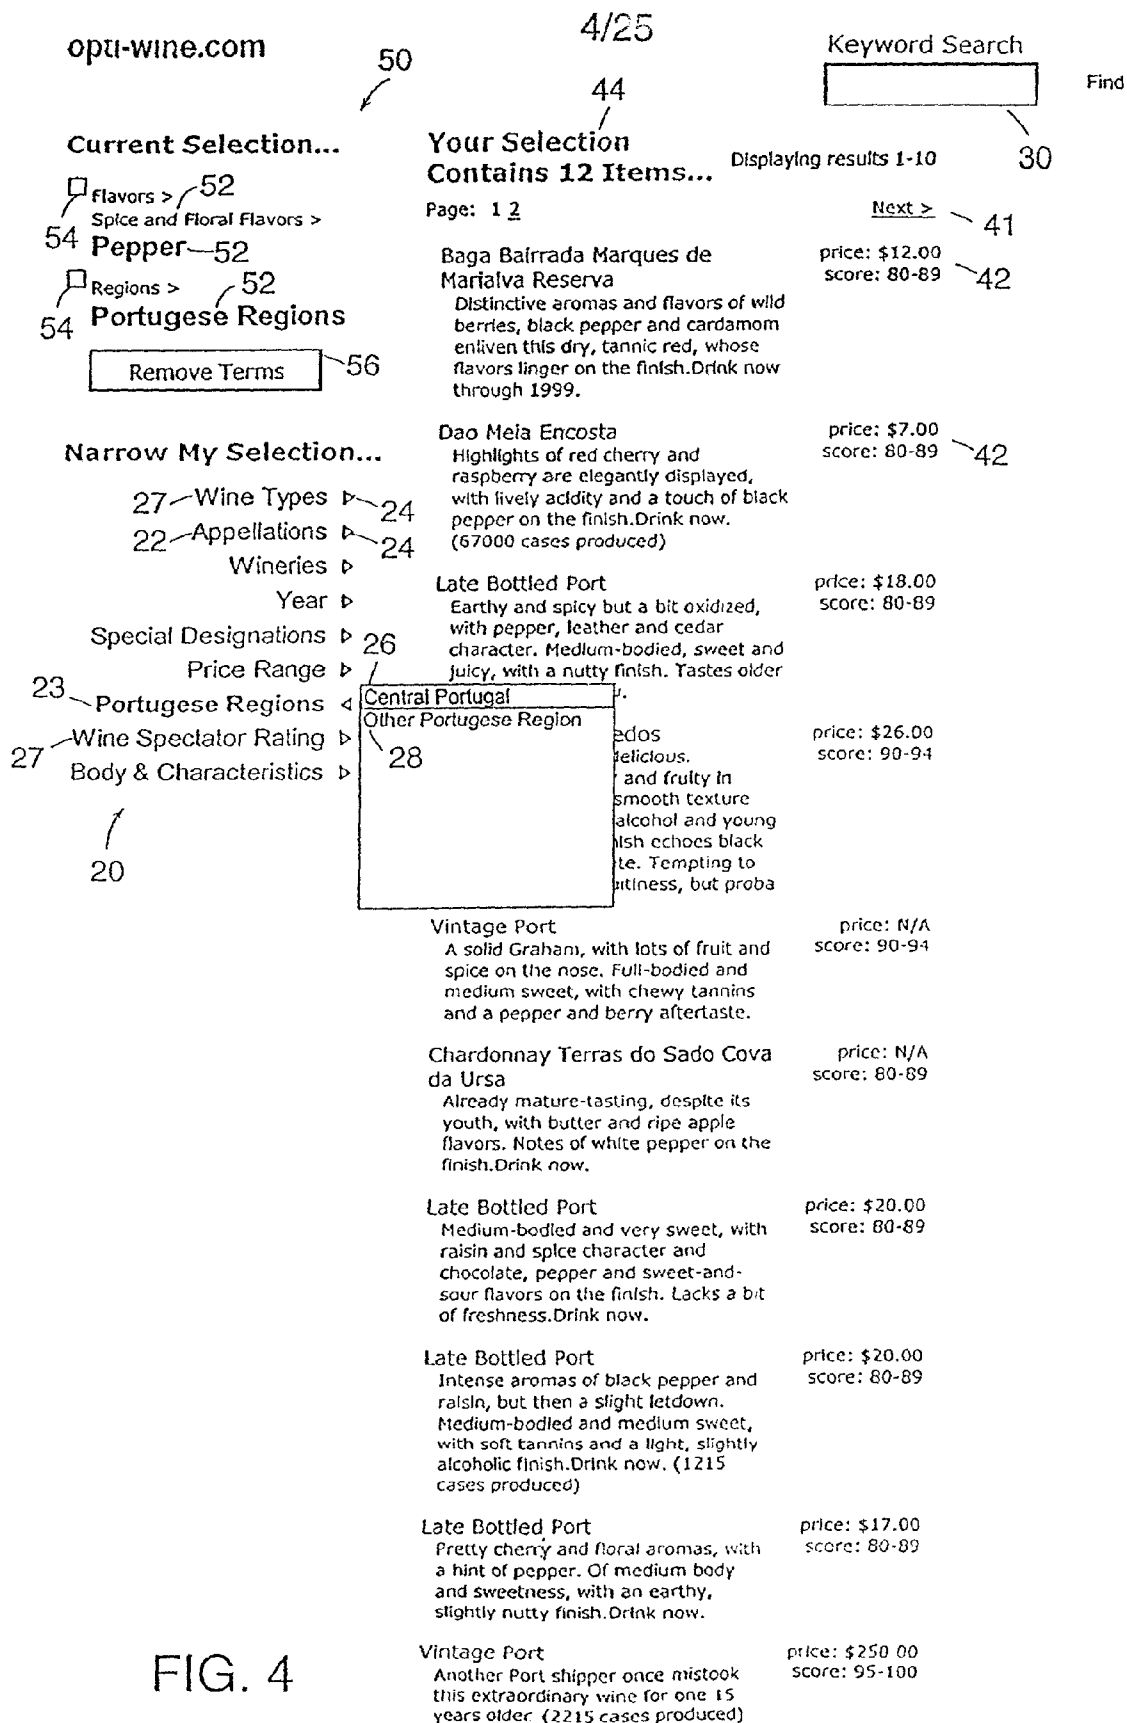 4/25
opti-wine.com
50
Keyword Search
Find
30
Current Selection...
Flavors > 52
Spice and Floral Flavors >
54 Pepper 52
Regions > 52
54 Portugese Regions
Remove Terms 56
Narrow My Selection...
27 Wine Types 24
22 Appellations 24
Wineries
Year
Special Designations
Price Range
23 Portugese Regions
27 Wine Spectator Rating
Body & Characteristics
20
26
Central Portugal
Other Portugese Region
28
44
Your Selection
Contains 12 Items...
Displaying results 1-10
Page: 1 2
Next > 41
Baga Bairrada Marques de
Marialva Reserva
price: $12.00
score: 80-89 42
Distinctive aromas and flavors of wild
berries, black pepper and cardamom
enliven this dry, tannic red, whose
flavors linger on the finish.Drink now
through 1999.
Dao Meia Encosta
price: $7.00
score: 80-89 42
Highlights of red cherry and
raspberry are elegantly displayed,
with lively acidity and a touch of black
pepper on the finish.Drink now.
(67000 cases produced)
Late Bottled Port
price: $18.00
score: 80-89
Earthy and spicy but a bit oxidized,
with pepper, leather and cedar
character. Medium-bodied, sweet and
juicy, with a nutty finish. Tastes older
edos
price: $26.00
score: 90-94
delicious.
and fruity in
smooth texture
alcohol and young
ish echoes black
te. Tempting to
uitiness, but proba
Vintage Port
price: N/A
score: 90-94
A solid Graham, with lots of fruit and
spice on the nose. Full-bodied and
medium sweet, with chewy tannins
and a pepper and berry aftertaste.
Chardonnay Terras do Sado Cova
da Ursa
price: N/A
score: 80-89
Already mature-tasting, despite its
youth, with butter and ripe apple
flavors. Notes of white pepper on the
finish.Drink now.
Late Bottled Port
price: $20.00
score: 80-89
Medium-bodied and very sweet, with
raisin and spice character and
chocolate, pepper and sweet-and-
sour flavors on the finish. Lacks a bit
of freshness.Drink now.
Late Bottled Port
price: $20.00
score: 80-89
Intense aromas of black pepper and
raisin, but then a slight letdown.
Medium-bodied and medium sweet,
with soft tannins and a light, slightly
alcoholic finish.Drink now. (1215
cases produced)
Late Bottled Port
price: $17.00
score: 80-89
Pretty cherry and floral aromas, with
a hint of pepper. Of medium body
and sweetness, with an earthy,
slightly nutty finish.Drink now.
Vintage Port
price: $250.00
score: 95-100
Another Port shipper once mistook
this extraordinary wine for one 15
years older. (2215 cases produced)
FIG. 4